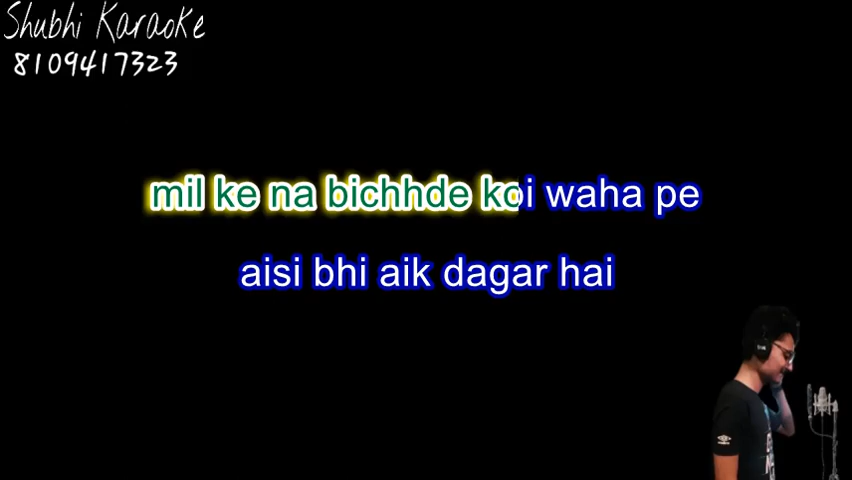 Shubhi Karaoke
8109417323
mil ke na bichhde koi waha pe
aisi bhi aik dagar hai